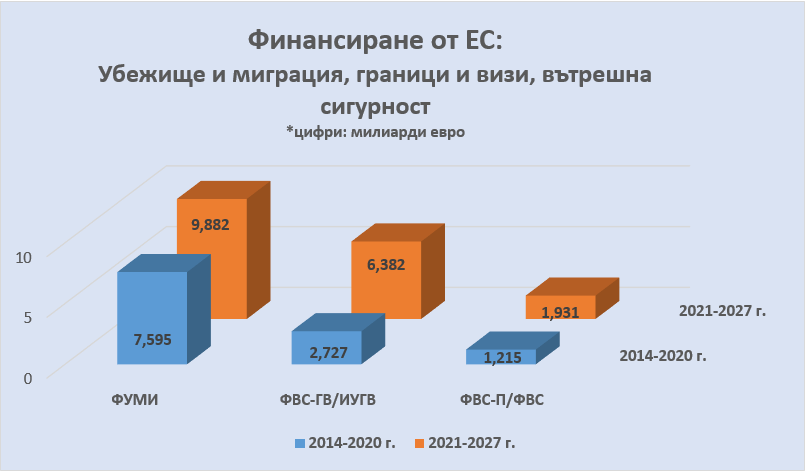 Финансиране от ЕС:
Убежище и миграция, граници и визи, вътрешна
сигурност
*цифри: милиарди евро
10
5
0
9,882
6,382
1,931
7,595
2,727
1,215
2021-2027 г.
2014-2020 г.
ФУМИ
ФВС-ГВ/ИУГВ
ФВС-П/ФВС
2014-2020 г.
2021-2027 г.